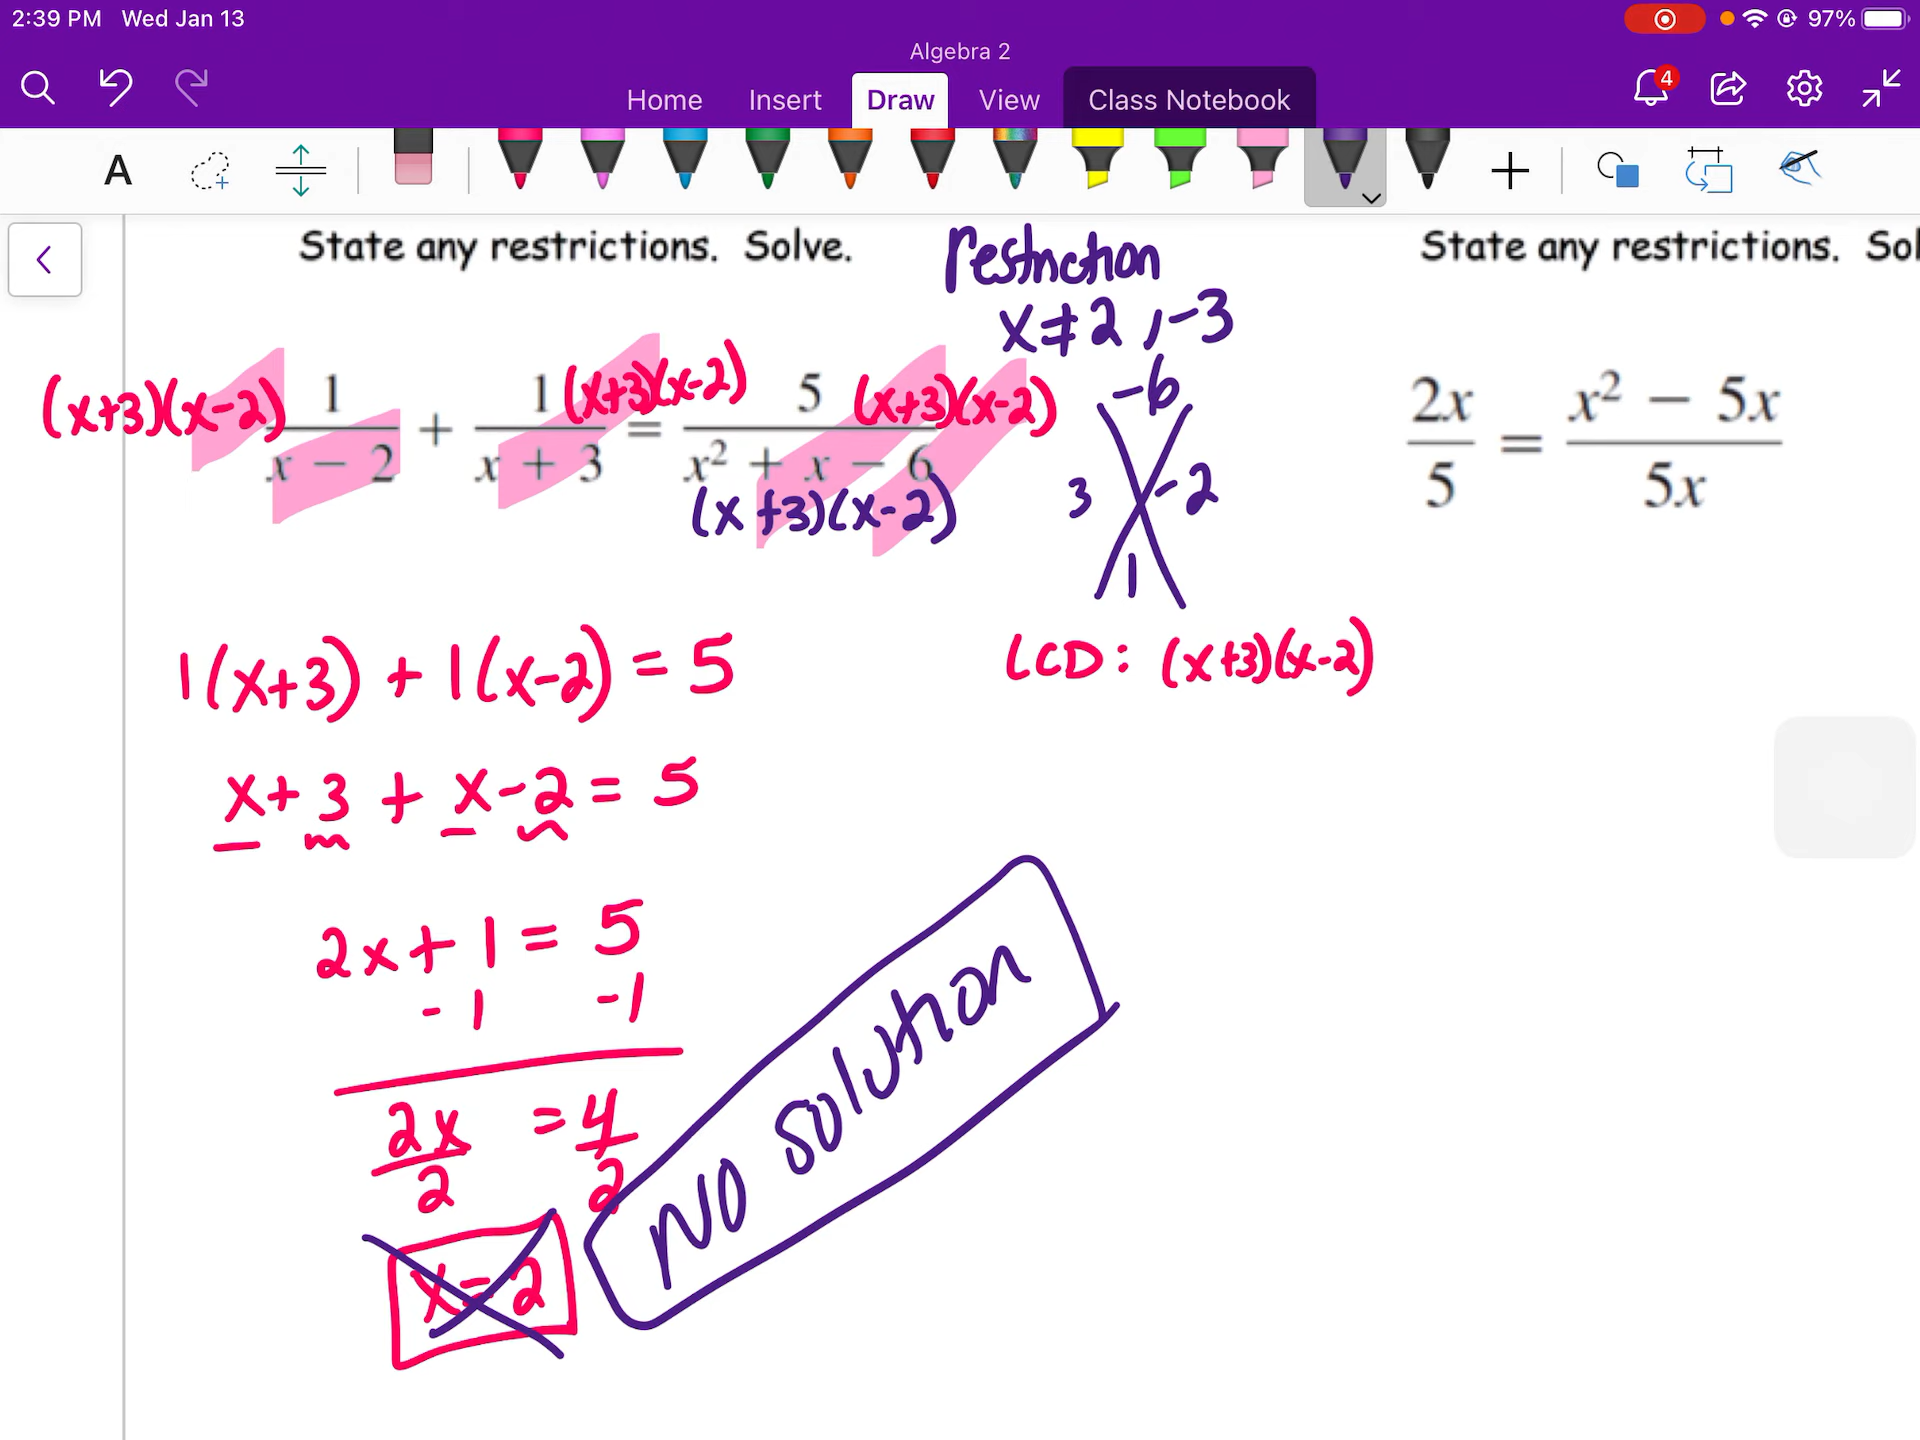 2:39 PM Wed Jan 13
97%
Algebra 2
Home Insert Draw View Class Notebook
4
A
State any restrictions. Solve.
restriction
x≠2, -3
(x+3)(x-2) 1/(x − 2) + 1/(x + 3) (x+3)(x-2) = 5/(x² + x − 6) (x+3)(x-2)
(x+3)(x-2)
-6
3 -2
1
LCD: (x+3)(x-2)
1(x+3) + 1(x-2) = 5
x+3 + x-2 = 5
2x+1 = 5
-1 -1
2x/2 = 4/2
x=2
NO solution
State any restrictions. Sol
2x/5 = (x² − 5x)/5x